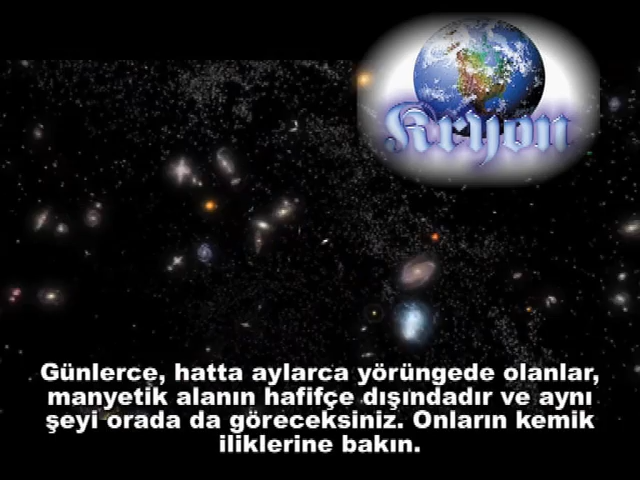 Kryon
Günlerce, hatta aylarca yörüngede olanlar,
manyetik alanın hafifçe dışındadır ve aynı
şeyi orada da göreceksiniz. Onların kemik
iliklerine bakın.